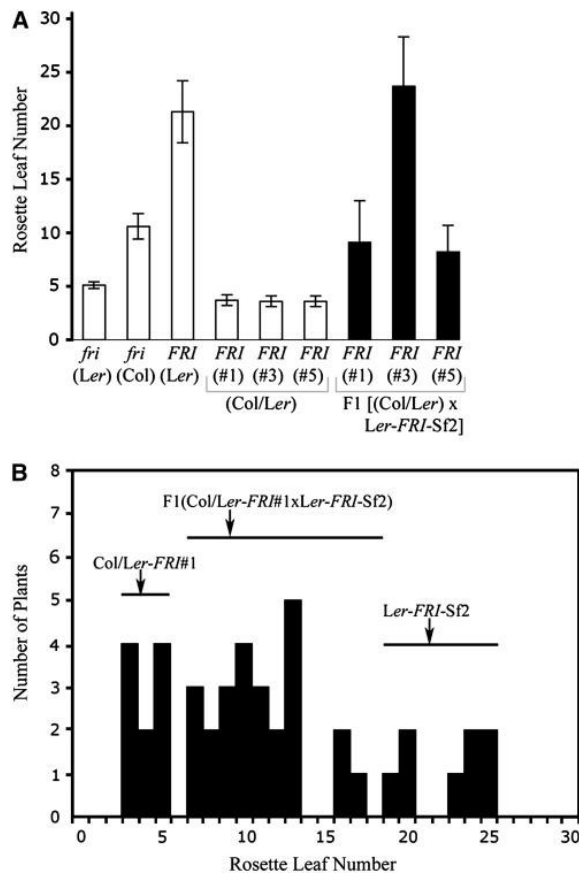 A
30
25
20
15
10
5
0
Rosette Leaf Number
fri fri FRI FRI FRI FRI FRI FRI FRI
(Ler) (Col) (Ler) (#1) (#3) (#5) (#1) (#3) (#5)
(Col/Ler) F1 [(Col/Ler) x
Ler-FRI-Sf2]
B
8
7
6
5
4
3
2
1
0
Number of Plants
F1(Col/Ler-FRI#1xLer-FRI-Sf2)
Col/Ler-FRI#1
Ler-FRI-Sf2
0 5 10 15 20 25 30
Rosette Leaf Number